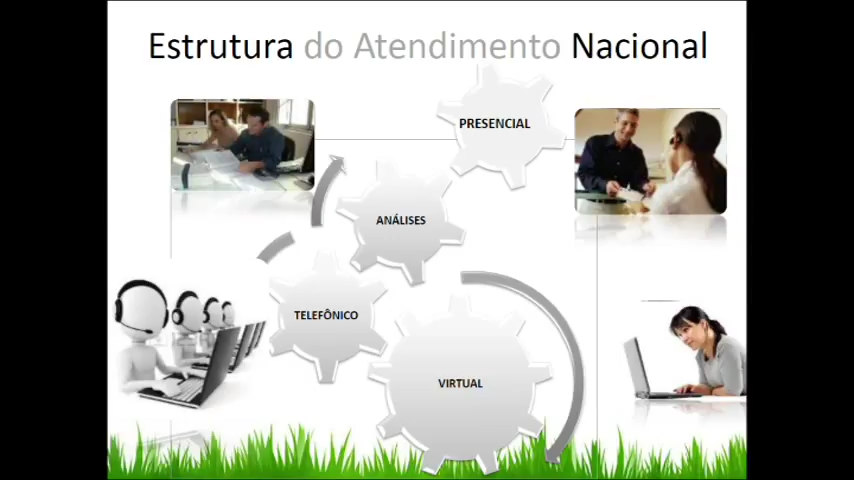 Estrutura do Atendimento Nacional
PRESENCIAL
ANÁLISES
TELEFÔNICO
VIRTUAL